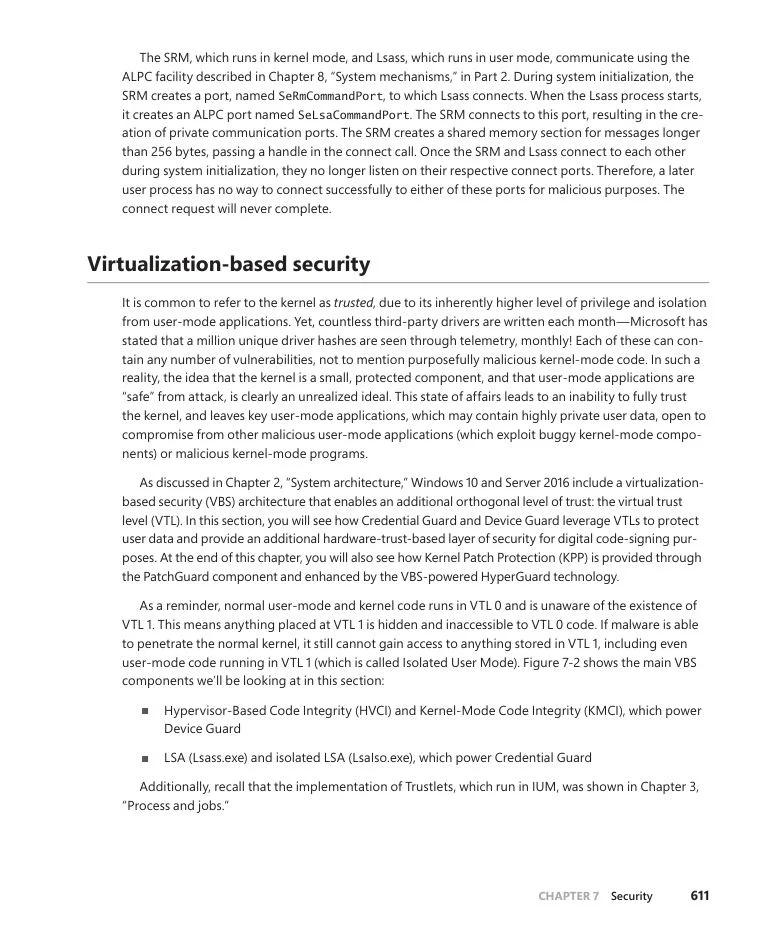 The SRM, which runs in kernel mode, and Lsass, which runs in user mode, communicate using the
ALPC facility described in Chapter 8, “System mechanisms,” in Part 2. During system initialization, the
SRM creates a port, named SeRmCommandPort, to which Lsass connects. When the Lsass process starts,
it creates an ALPC port named SeLsaCommandPort. The SRM connects to this port, resulting in the cre-
ation of private communication ports. The SRM creates a shared memory section for messages longer
than 256 bytes, passing a handle in the connect call. Once the SRM and Lsass connect to each other
during system initialization, they no longer listen on their respective connect ports. Therefore, a later
user process has no way to connect successfully to either of these ports for malicious purposes. The
connect request will never complete.
Virtualization-based security
It is common to refer to the kernel as trusted, due to its inherently higher level of privilege and isolation
from user-mode applications. Yet, countless third-party drivers are written each month—Microsoft has
stated that a million unique driver hashes are seen through telemetry, monthly! Each of these can con-
tain any number of vulnerabilities, not to mention purposefully malicious kernel-mode code. In such a
reality, the idea that the kernel is a small, protected component, and that user-mode applications are
“safe” from attack, is clearly an unrealized ideal. This state of affairs leads to an inability to fully trust
the kernel, and leaves key user-mode applications, which may contain highly private user data, open to
compromise from other malicious user-mode applications (which exploit buggy kernel-mode compo-
nents) or malicious kernel-mode programs.
As discussed in Chapter 2, “System architecture,” Windows 10 and Server 2016 include a virtualization-
based security (VBS) architecture that enables an additional orthogonal level of trust: the virtual trust
level (VTL). In this section, you will see how Credential Guard and Device Guard leverage VTLs to protect
user data and provide an additional hardware-trust-based layer of security for digital code-signing pur-
poses. At the end of this chapter, you will also see how Kernel Patch Protection (KPP) is provided through
the PatchGuard component and enhanced by the VBS-powered HyperGuard technology.
As a reminder, normal user-mode and kernel code runs in VTL 0 and is unaware of the existence of
VTL 1. This means anything placed at VTL 1 is hidden and inaccessible to VTL 0 code. If malware is able
to penetrate the normal kernel, it still cannot gain access to anything stored in VTL 1, including even
user-mode code running in VTL 1 (which is called Isolated User Mode). Figure 7-2 shows the main VBS
components we’ll be looking at in this section:
■ Hypervisor-Based Code Integrity (HVCI) and Kernel-Mode Code Integrity (KMCI), which power
Device Guard
■ LSA (Lsass.exe) and isolated LSA (LsaIso.exe), which power Credential Guard
Additionally, recall that the implementation of Trustlets, which run in IUM, was shown in Chapter 3,
“Process and jobs.”
CHAPTER 7 Security 611